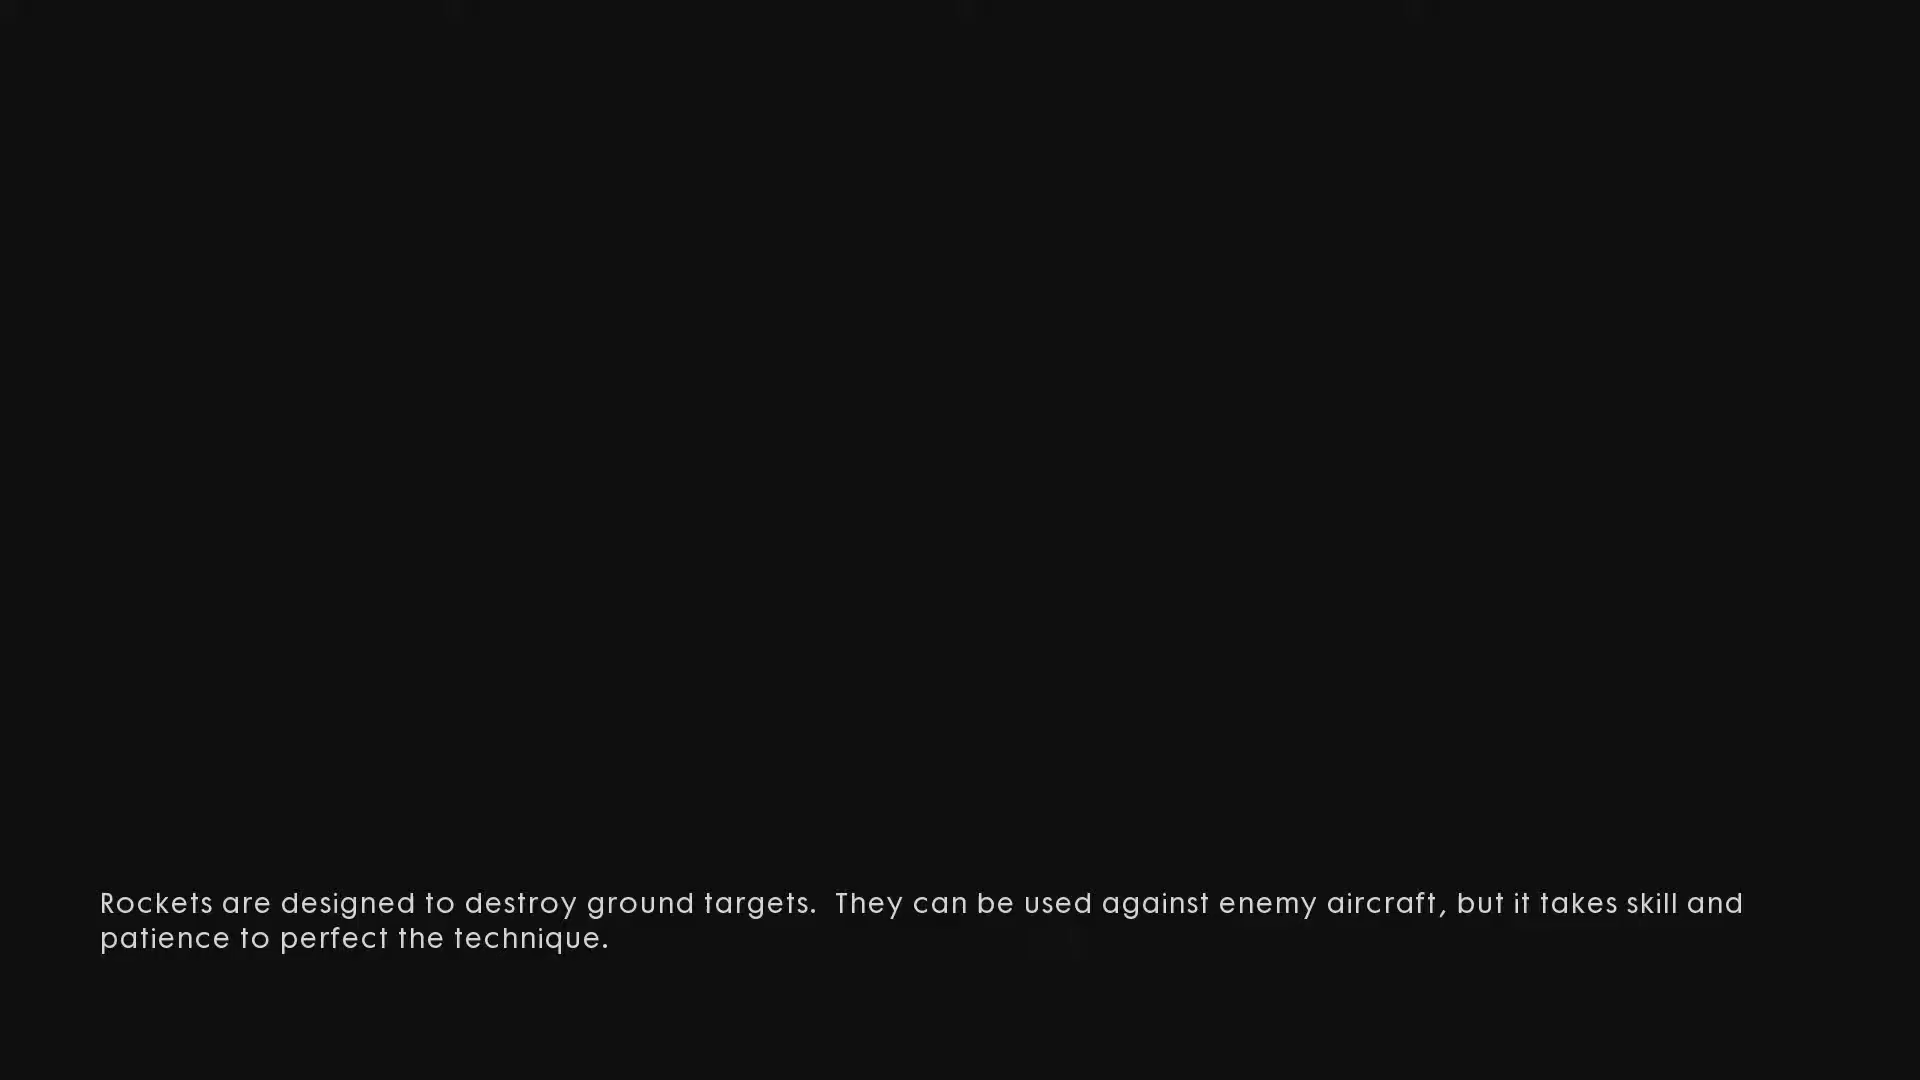 Rockets are designed to destroy ground targets.  They can be used against enemy aircraft, but it takes skill and
patience to perfect the technique.